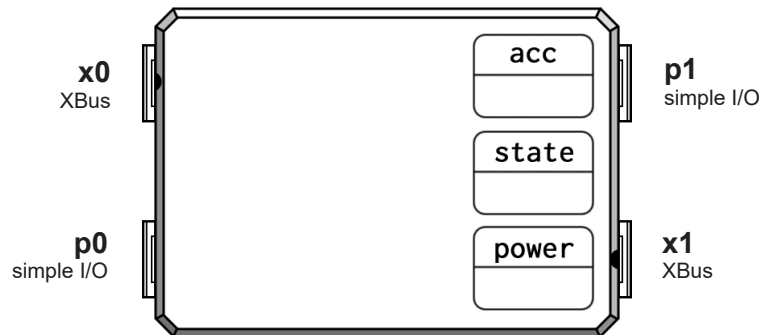 x0
XBus
p0
simple I/O
acc
state
power
p1
simple I/O
x1
XBus